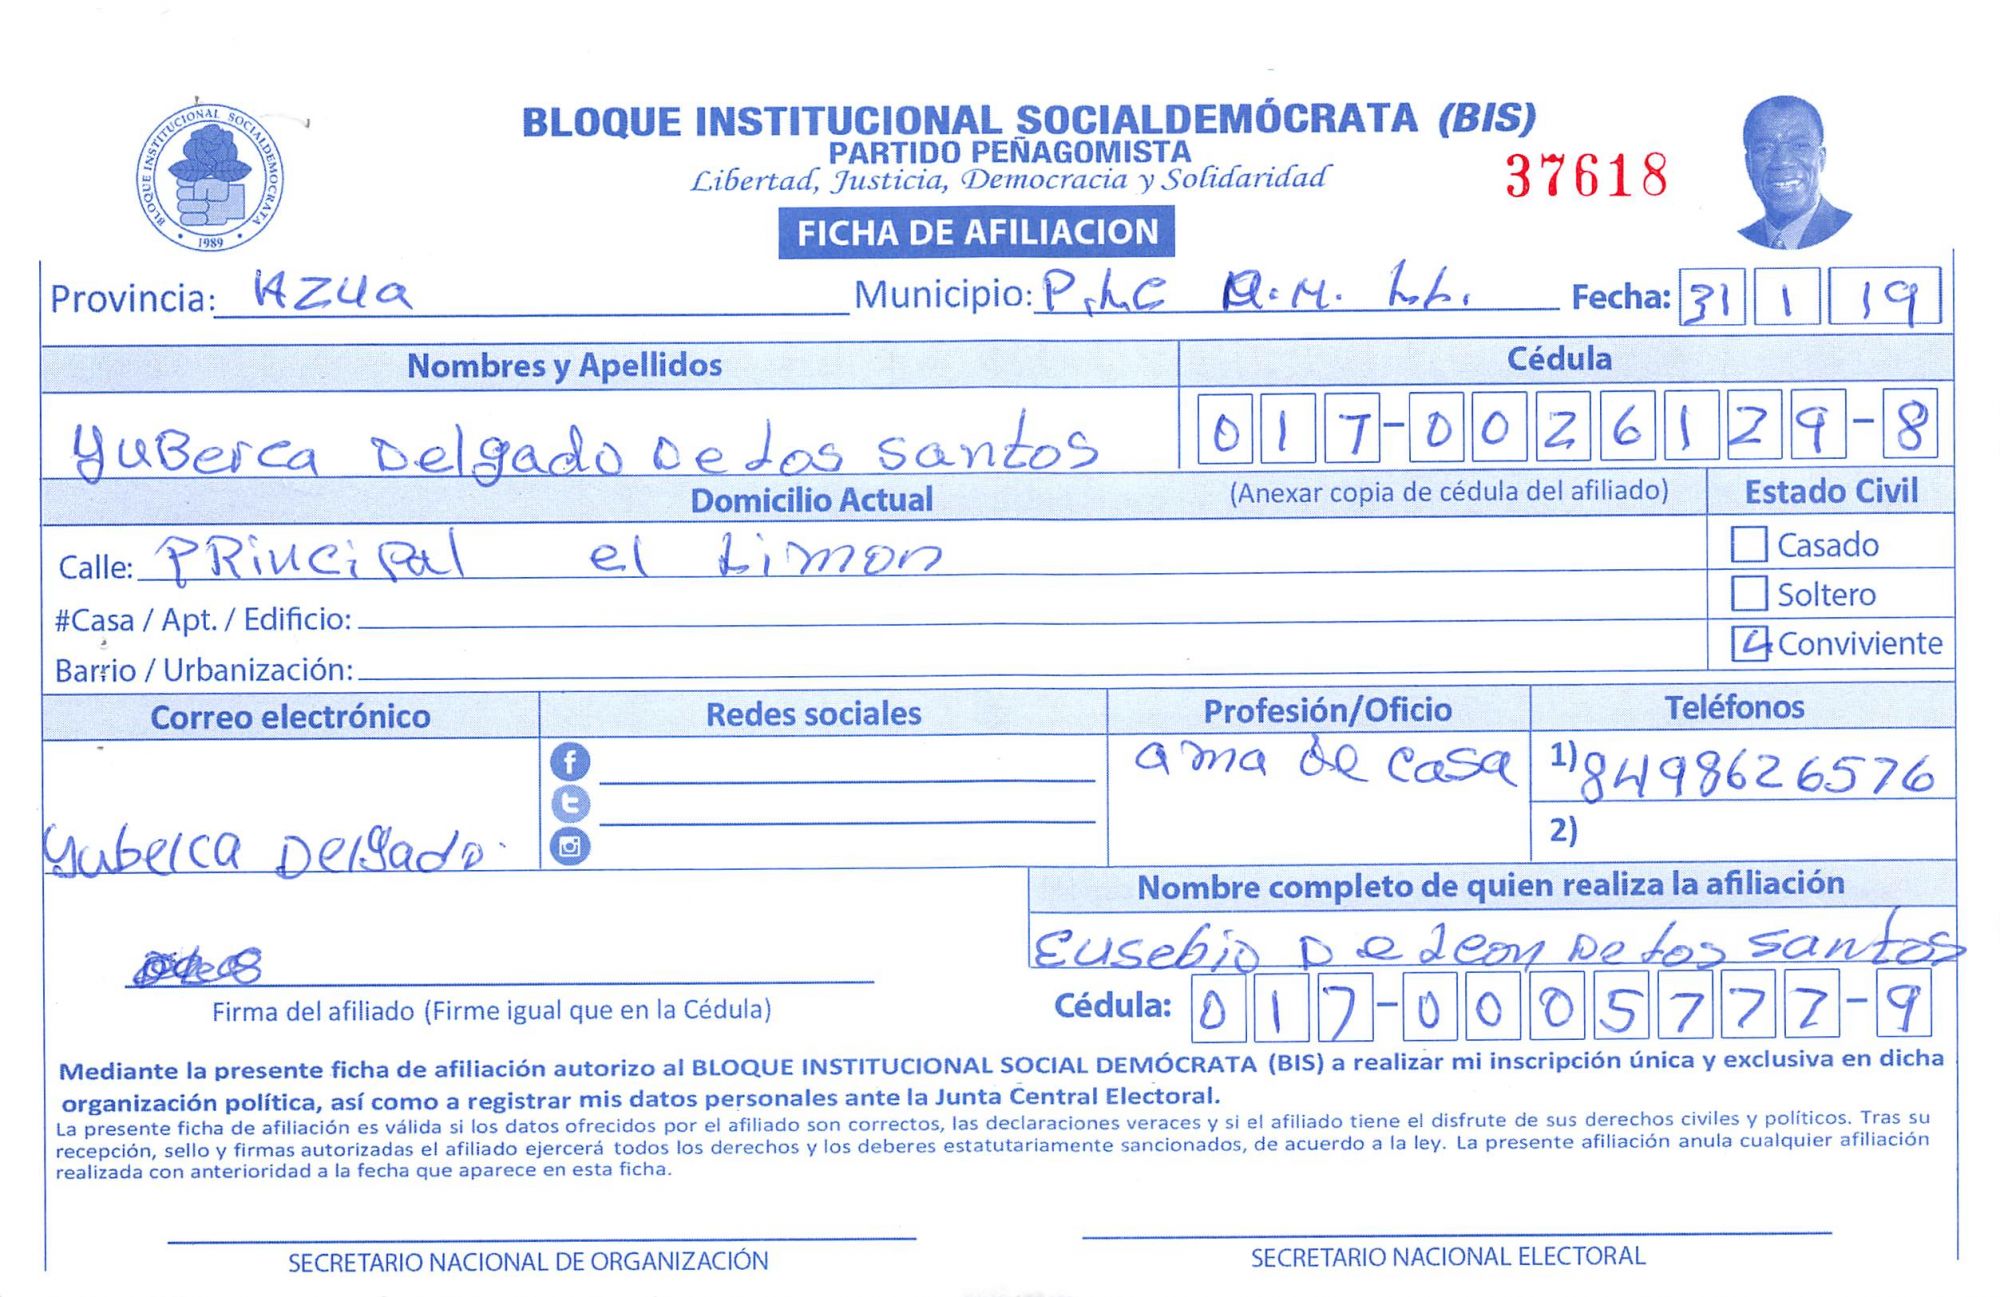 BLOQUE INSTITUCIONAL SOCIALDEMOCRATA
1989
BLOQUE INSTITUCIONAL SOCIALDEMÓCRATA (BIS)
PARTIDO PEÑAGOMISTA
Libertad, Justicia, Democracia y Solidaridad
37618
FICHA DE AFILIACION
Provincia: AZUA Municipio: P.L.C D.M. L.L. Fecha: 31 1 19
Nombres y Apellidos Cédula
YuBerca Delgado De Los Santos 017-0026129-8
Domicilio Actual (Anexar copia de cédula del afiliado) Estado Civil
Calle: PRINCIPAL el Limon Casado
#Casa / Apt. / Edificio: Soltero
Barrio / Urbanización: Conviviente
Correo electrónico Redes sociales Profesión/Oficio Teléfonos
ama de casa 1) 8498626576
2)
Yuberca Delgado
Nombre completo de quien realiza la afiliación
Eusebio De Leon De Los Santos
Firma del afiliado (Firme igual que en la Cédula) Cédula: 017-0005777-9
Mediante la presente ficha de afiliación autorizo al BLOQUE INSTITUCIONAL SOCIAL DEMÓCRATA (BIS) a realizar mi inscripción única y exclusiva en dicha
organización política, así como a registrar mis datos personales ante la Junta Central Electoral.
La presente ficha de afiliación es válida si los datos ofrecidos por el afiliado son correctos, las declaraciones veraces y si el afiliado tiene el disfrute de sus derechos civiles y políticos. Tras su
recepción, sello y firmas autorizadas el afiliado ejercerá todos los derechos y los deberes estatutariamente sancionados, de acuerdo a la ley. La presente afiliación anula cualquier afiliación
realizada con anterioridad a la fecha que aparece en esta ficha.
SECRETARIO NACIONAL DE ORGANIZACIÓN SECRETARIO NACIONAL ELECTORAL